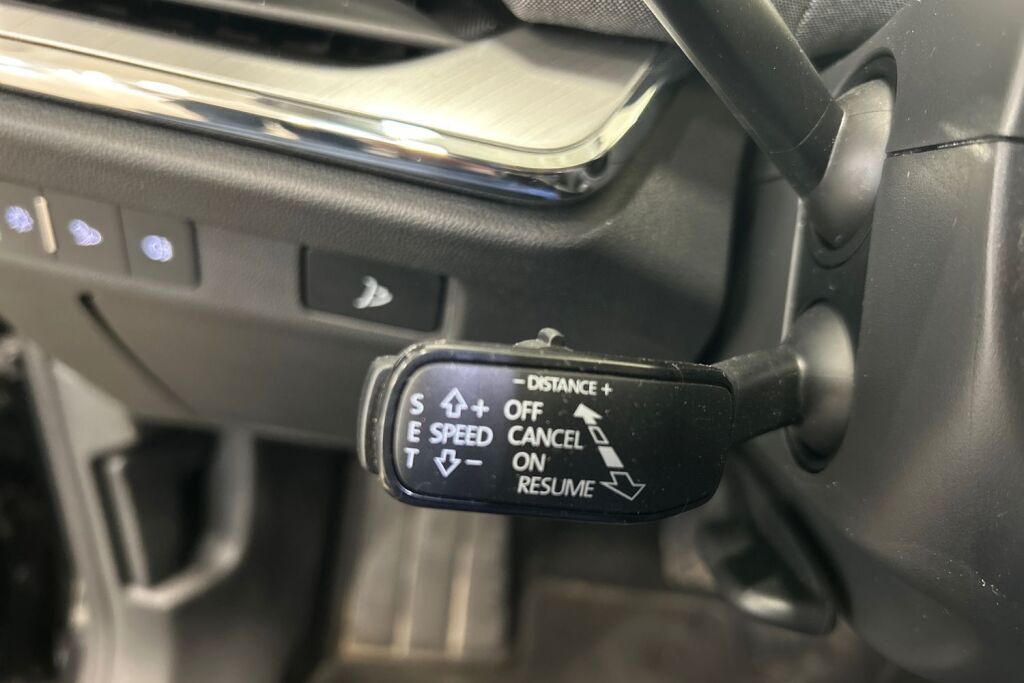 - DISTANCE +
S + OFF
E SPEED CANCEL
T - ON
RESUME